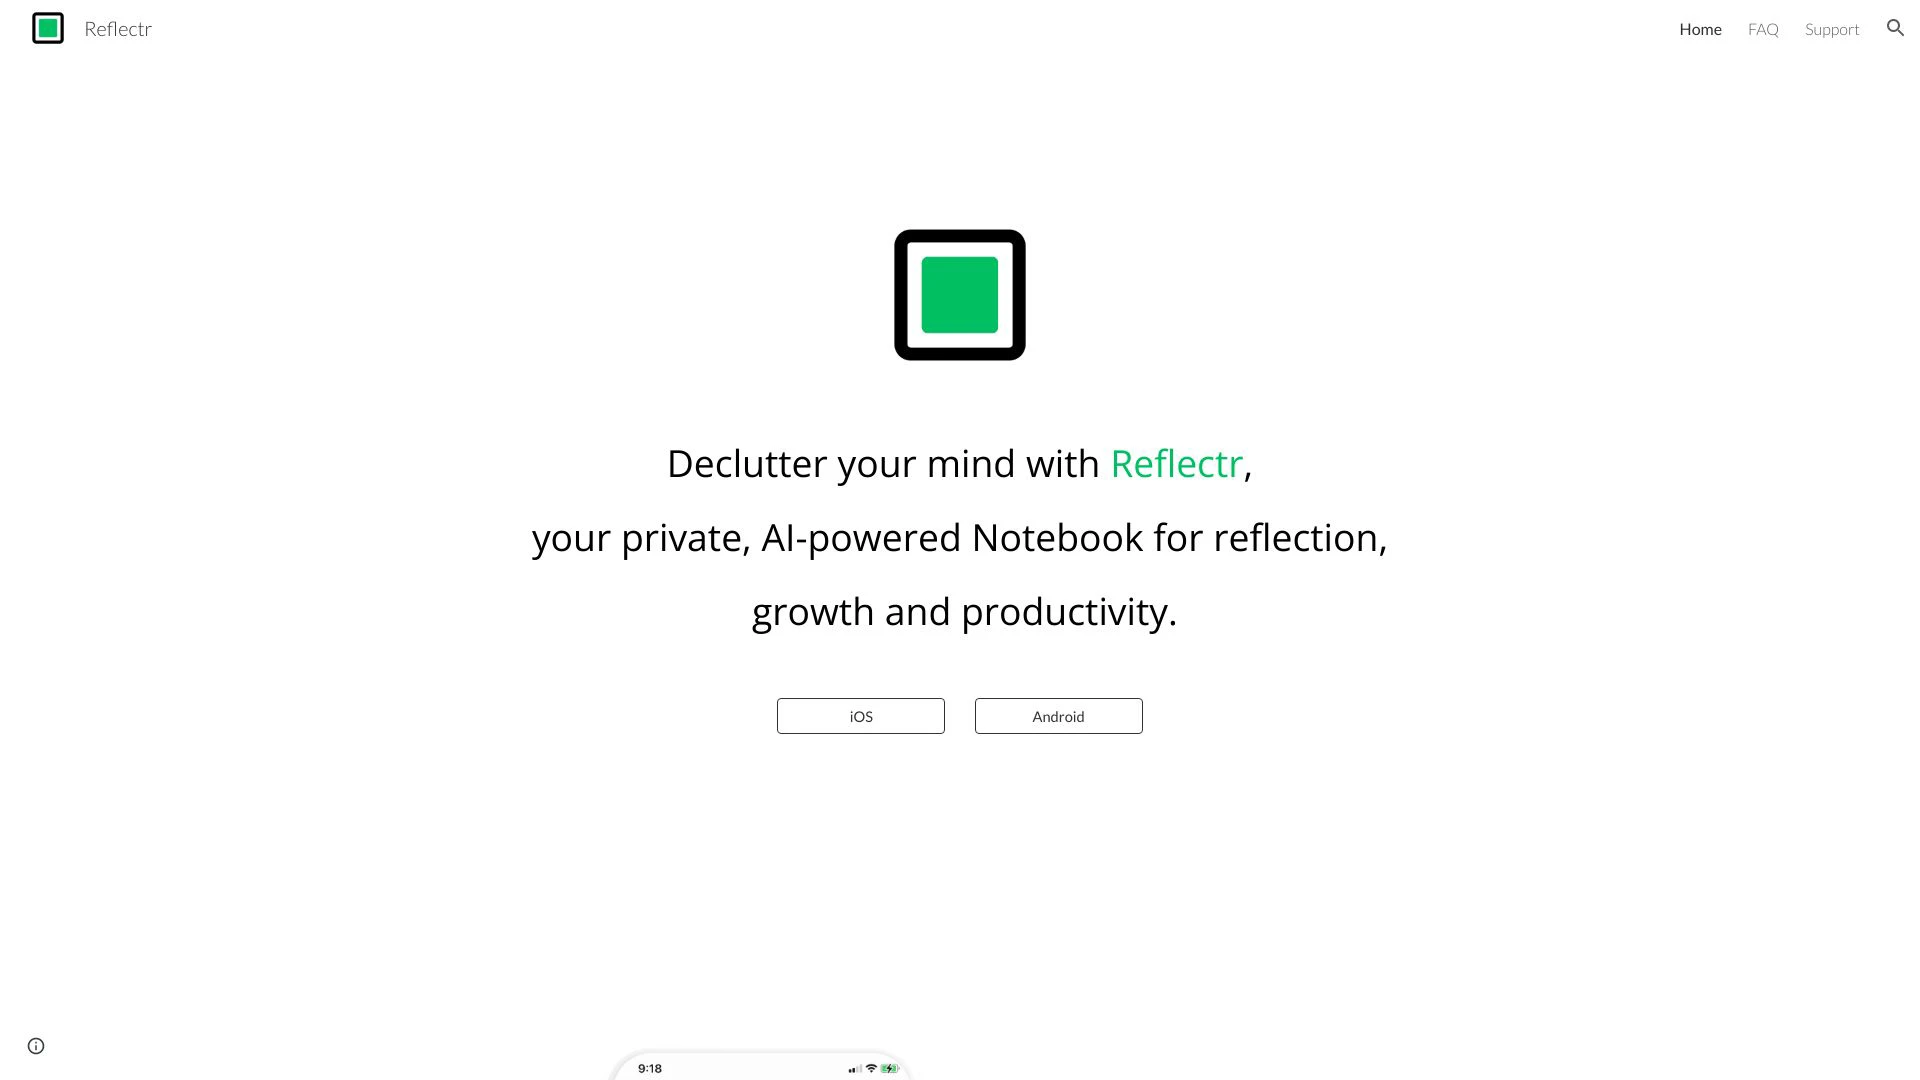 Reflectr
Home FAQ Support
Declutter your mind with Reflectr,
your private, AI-powered Notebook for reflection,
growth and productivity.
iOS Android
9:18